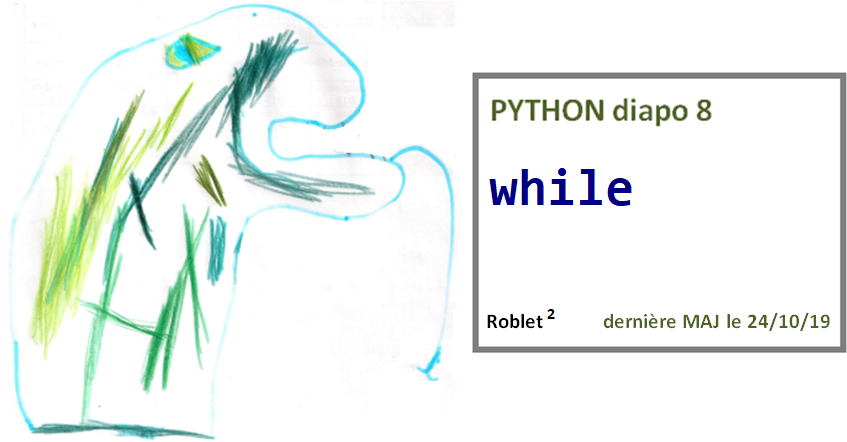 PYTHON diapo 8
while
Roblet ² dernière MAJ le 24/10/19